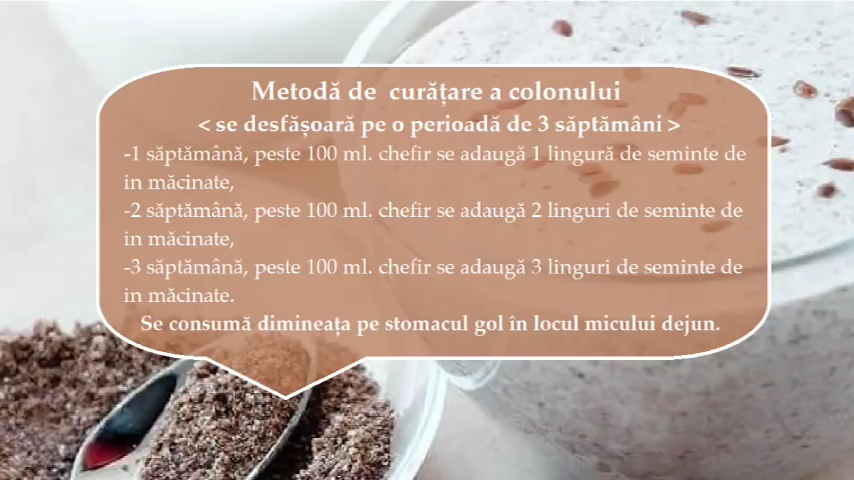 Metodă de curățare a colonului
< se desfășoară pe o perioadă de 3 săptămâni >
-1 săptămână, peste 100 ml. chefir se adaugă 1 lingură de seminte de
in măcinate,
-2 săptămână, peste 100 ml. chefir se adaugă 2 linguri de seminte de
in măcinate,
-3 săptămână, peste 100 ml. chefir se adaugă 3 linguri de seminte de
in măcinate.
Se consumă dimineața pe stomacul gol în locul micului dejun.